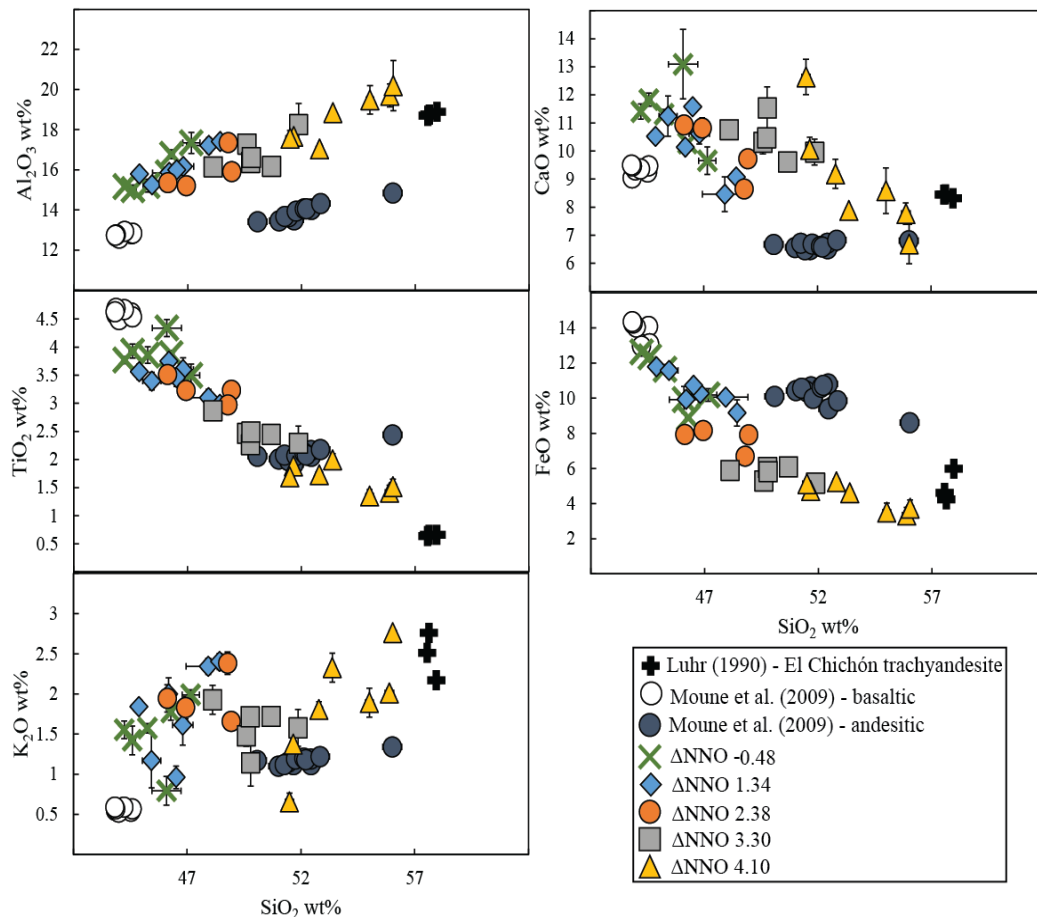 22
20
18
16
14
12
Al₂O₃ wt%
14
13
12
11
10
9
8
7
6
CaO wt%
4.5
4
3.5
3
2.5
2
1.5
1
0.5
TiO₂ wt%
14
12
10
8
6
4
2
FeO wt%
47 52 57
SiO₂ wt%
3
2.5
2
1.5
1
0.5
K₂O wt%
47 52 57
SiO₂ wt%
Luhr (1990) - El Chichón trachyandesite
Moune et al. (2009) - basaltic
Moune et al. (2009) - andesitic
ΔNNO -0.48
ΔNNO 1.34
ΔNNO 2.38
ΔNNO 3.30
ΔNNO 4.10